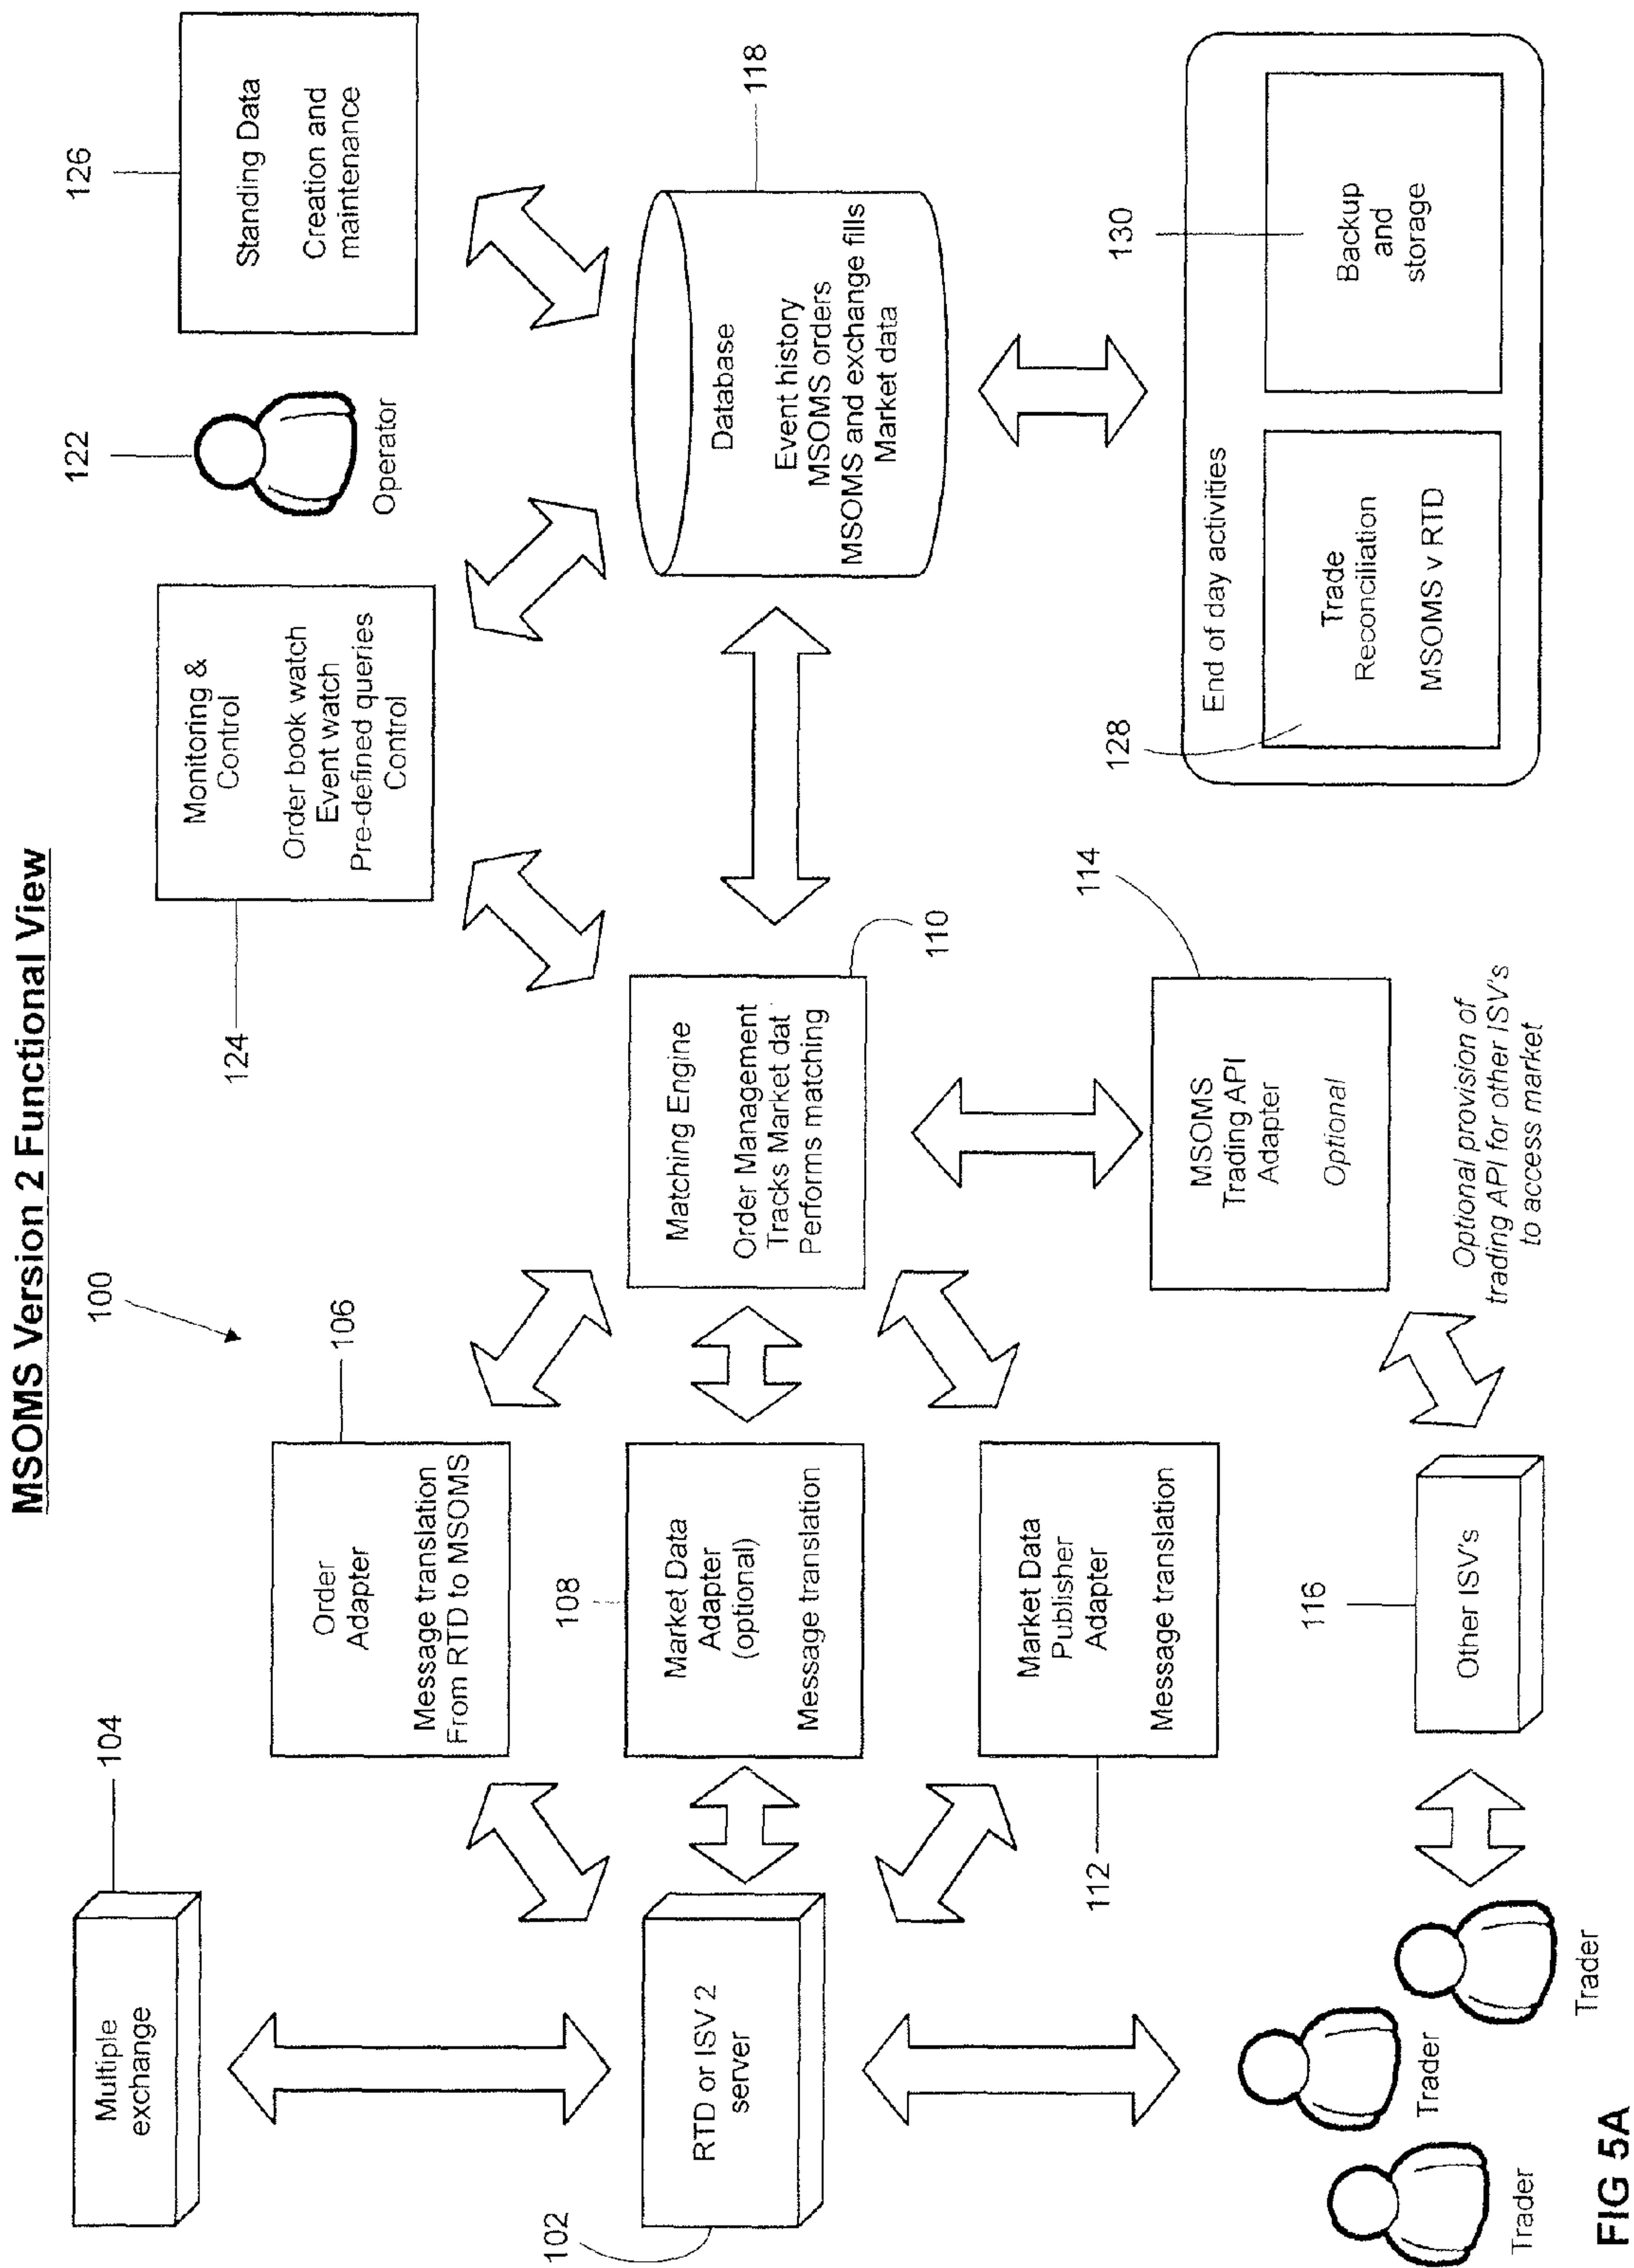 MSOMS Version 2 Functional View
100
104
Multiple
exchange
106
Order
Adapter
Message translation
From RTD to MSOMS
124
Monitoring &
Control
Order book watch
Event watch
Pre-defined queries
Control
122
Operator
126
Standing Data
Creation and
maintenance
102
RTD or ISV 2
server
108
Market Data
Adapter
(optional)
Message translation
Matching Engine
Order Management
Tracks Market dat
Performs matching
110
Database
Event history
MSOMS orders
MSOMS and exchange fills
Market data
118
112
Market Data
Publisher
Adapter
Message translation
114
MSOMS
Trading API
Adapter
Optional
Optional provision of
trading API for other ISV's
to access market
116
Other ISV's
Trader
Trader
Trader
End of day activities
128
Trade
Reconciliation
MSOMS v RTD
130
Backup
and
storage
FIG 5A